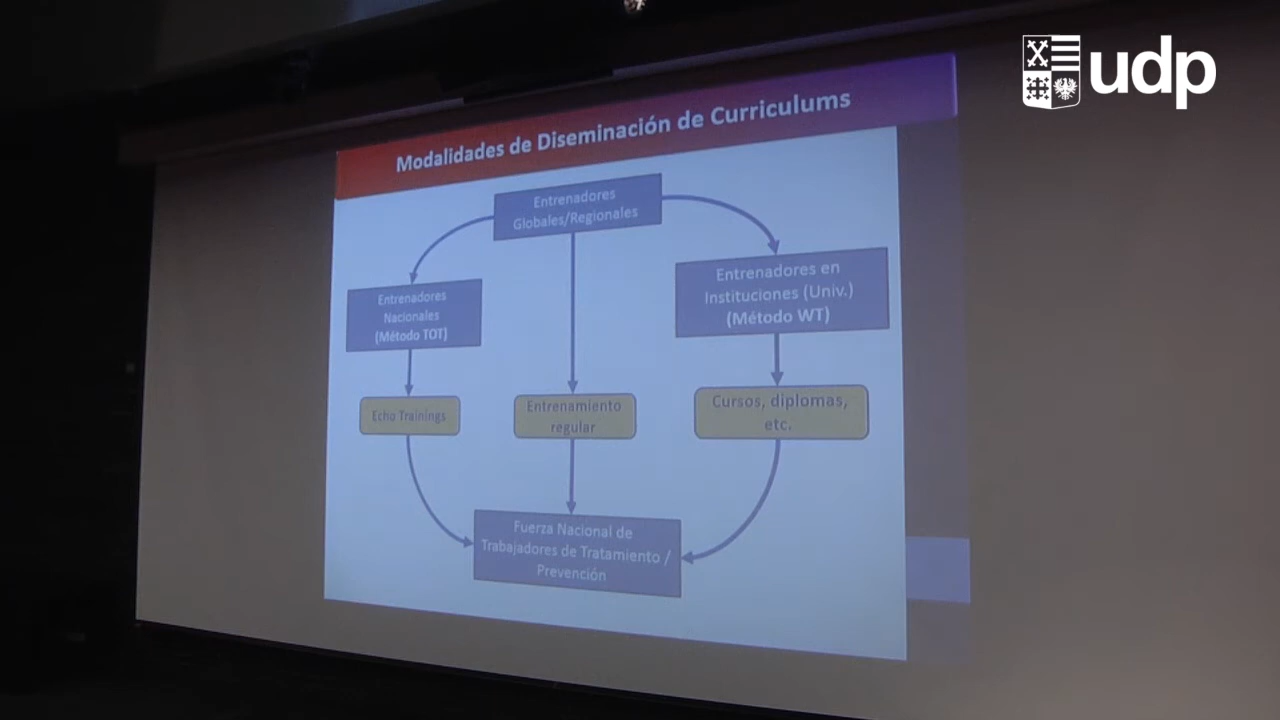 udp
Modalidades de Diseminación de Curriculums
Entrenadores
Globales/Regionales
Entrenadores
Nacionales
(Método TOT)
Entrenadores en
Instituciones (Univ.)
(Método WT)
Echo Trainings
Entrenamiento
regular
Cursos, diplomas,
etc.
Fuerza Nacional de
Trabajadores de Tratamiento /
Prevención